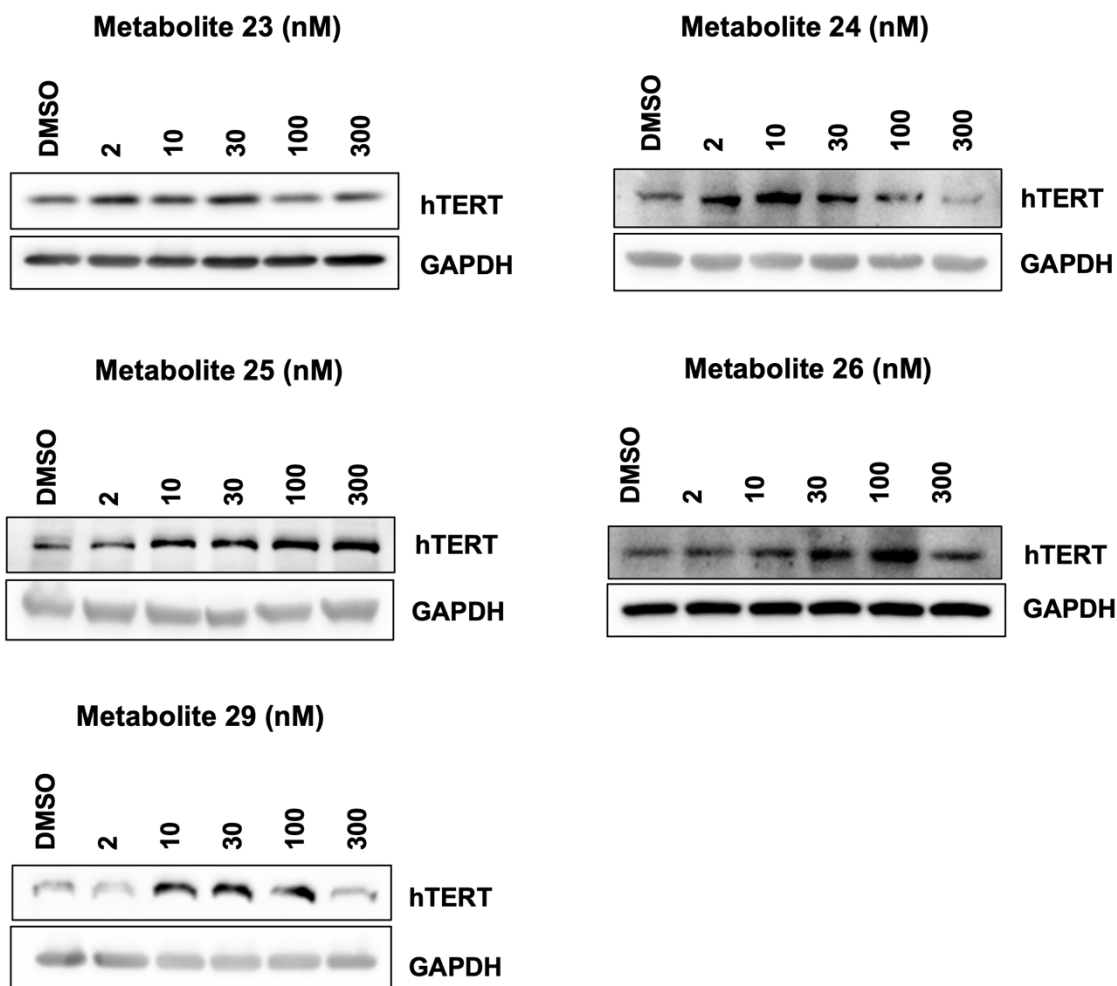 Metabolite 23 (nM)
DMSO 2 10 30 100 300
hTERT
GAPDH
Metabolite 24 (nM)
DMSO 2 10 30 100 300
hTERT
GAPDH
Metabolite 25 (nM)
DMSO 2 10 30 100 300
hTERT
GAPDH
Metabolite 26 (nM)
DMSO 2 10 30 100 300
hTERT
GAPDH
Metabolite 29 (nM)
DMSO 2 10 30 100 300
hTERT
GAPDH